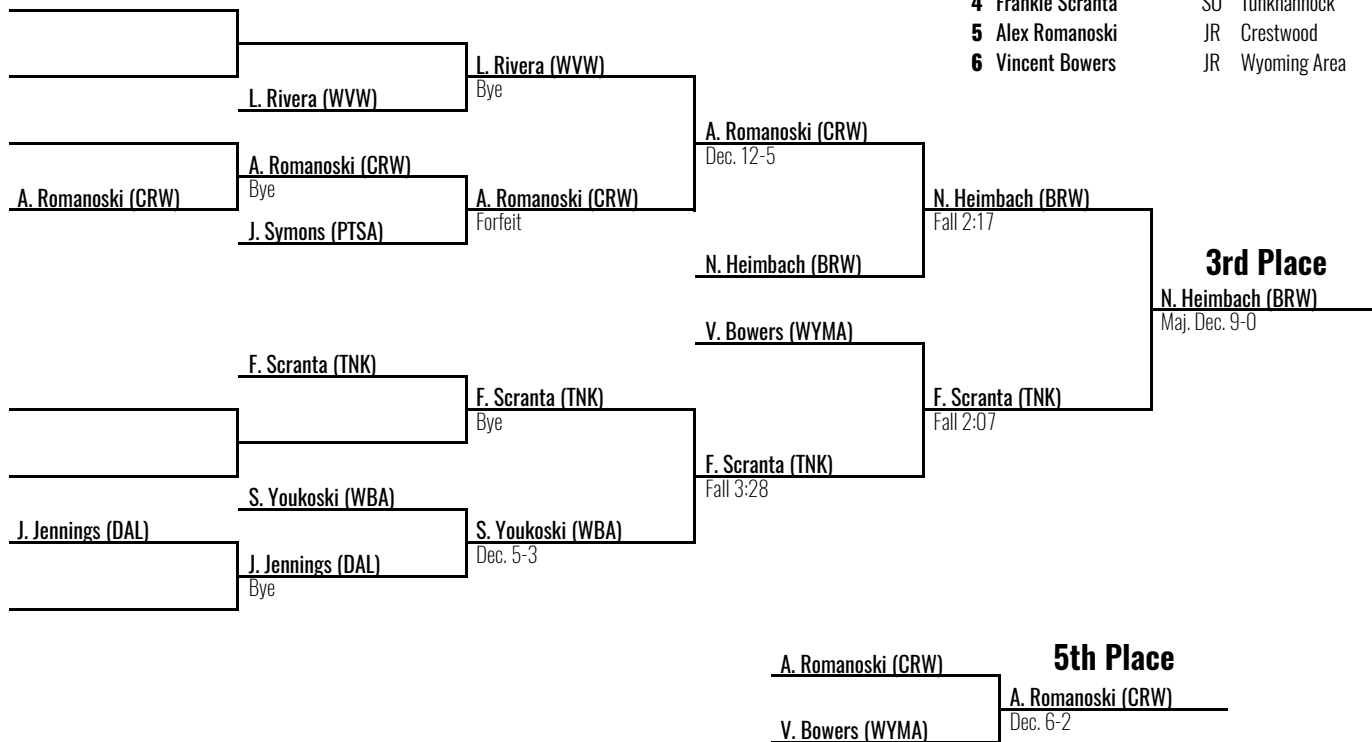 4 Frankie Scranta SO Tunkhannock
5 Alex Romanoski JR Crestwood
6 Vincent Bowers JR Wyoming Area
L. Rivera (WVW)
Bye
L. Rivera (WVW)
A. Romanoski (CRW)
Dec. 12-5
A. Romanoski (CRW)
Bye
A. Romanoski (CRW)
A. Romanoski (CRW)
Forfeit
N. Heimbach (BRW)
Fall 2:17
J. Symons (PTSA)
N. Heimbach (BRW)
3rd Place
N. Heimbach (BRW)
Maj. Dec. 9-0
V. Bowers (WYMA)
F. Scranta (TNK)
F. Scranta (TNK)
Bye
F. Scranta (TNK)
Fall 2:07
F. Scranta (TNK)
Fall 3:28
S. Youkoski (WBA)
J. Jennings (DAL)
S. Youkoski (WBA)
Dec. 5-3
J. Jennings (DAL)
Bye
5th Place
A. Romanoski (CRW)
A. Romanoski (CRW)
Dec. 6-2
V. Bowers (WYMA)